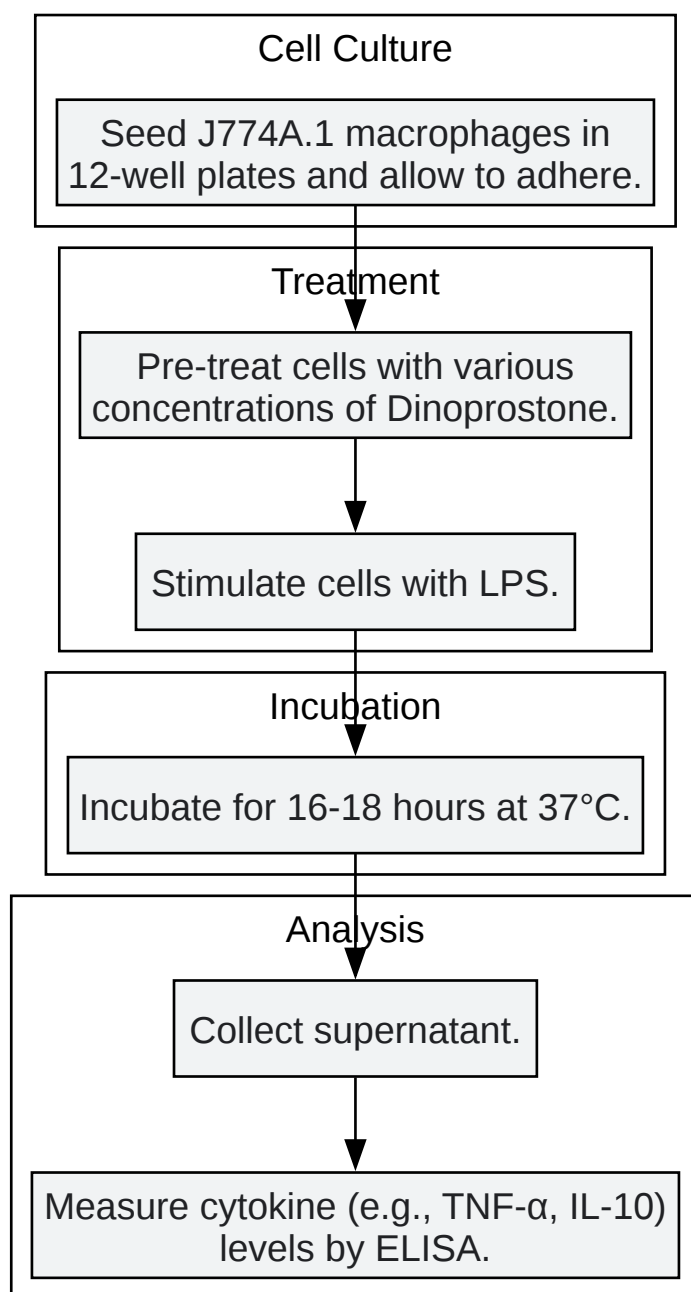 Cell Culture
Seed J774A.1 macrophages in
12-well plates and allow to adhere.
Treatment
Pre-treat cells with various
concentrations of Dinoprostone.
Stimulate cells with LPS.
Incubation
Incubate for 16-18 hours at 37°C.
Analysis
Collect supernatant.
Measure cytokine (e.g., TNF-α, IL-10)
levels by ELISA.